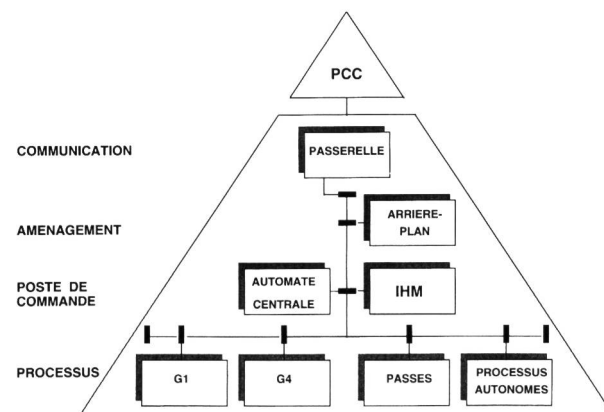 PCC
COMMUNICATION
PASSERELLE
AMENAGEMENT
ARRIERE-
PLAN
POSTE DE
COMMANDE
AUTOMATE
CENTRALE
IHM
PROCESSUS
G1
G4
PASSES
PROCESSUS
AUTONOMES